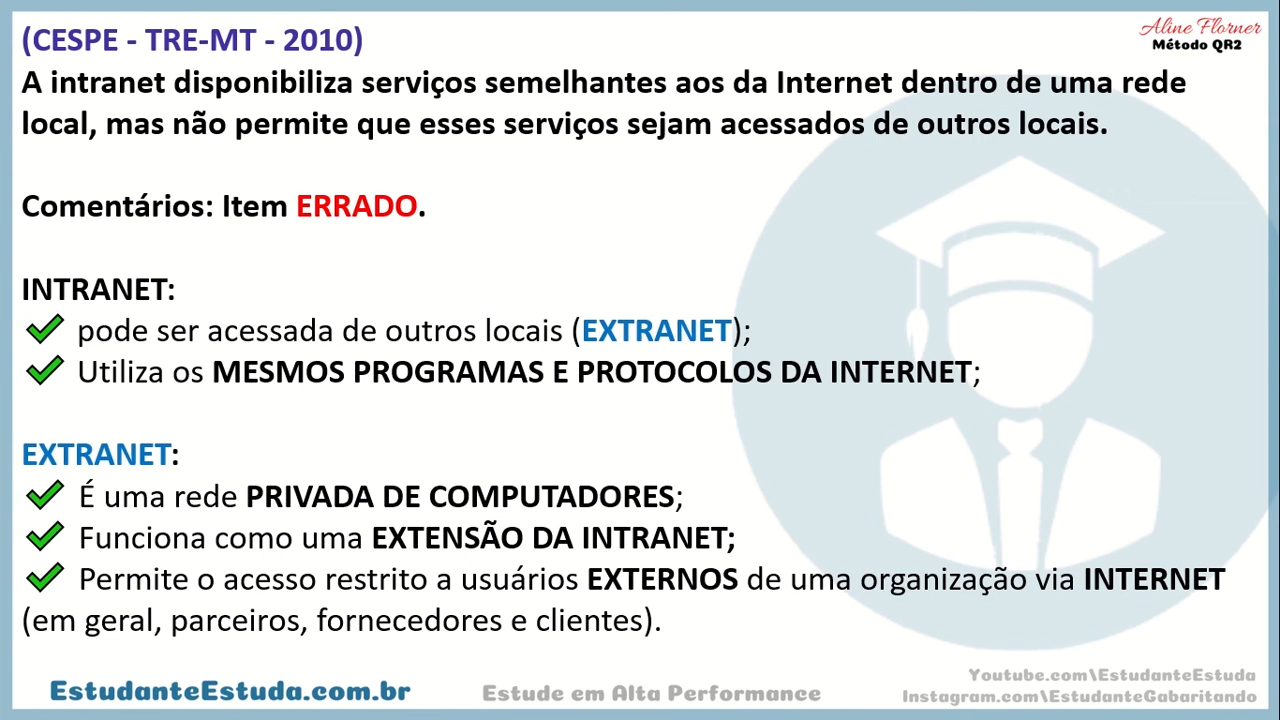 (CESPE - TRE-MT - 2010)
Aline Florner
Método QR2
A intranet disponibiliza serviços semelhantes aos da Internet dentro de uma rede
local, mas não permite que esses serviços sejam acessados de outros locais.
Comentários: Item ERRADO.
INTRANET:
pode ser acessada de outros locais (EXTRANET);
Utiliza os MESMOS PROGRAMAS E PROTOCOLOS DA INTERNET;
EXTRANET:
É uma rede PRIVADA DE COMPUTADORES;
Funciona como uma EXTENSÃO DA INTRANET;
Permite o acesso restrito a usuários EXTERNOS de uma organização via INTERNET
(em geral, parceiros, fornecedores e clientes).
EstudanteEstuda.com.br
Estude em Alta Performance
Youtube.com\EstudanteEstuda
Instagram.com\EstudanteGabaritando